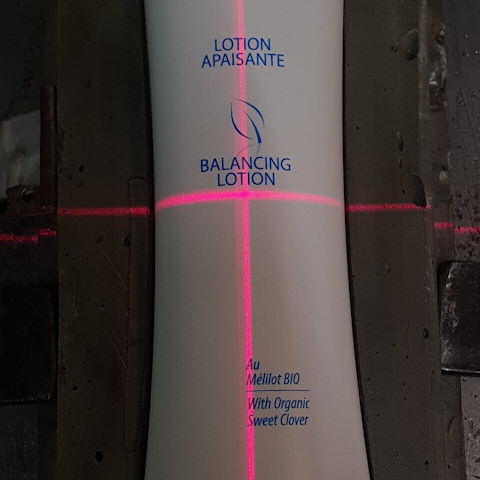 LOTION
APAISANTE
BALANCING
LOTION
Au
Mélilot BIO
With Organic
Sweet Clover